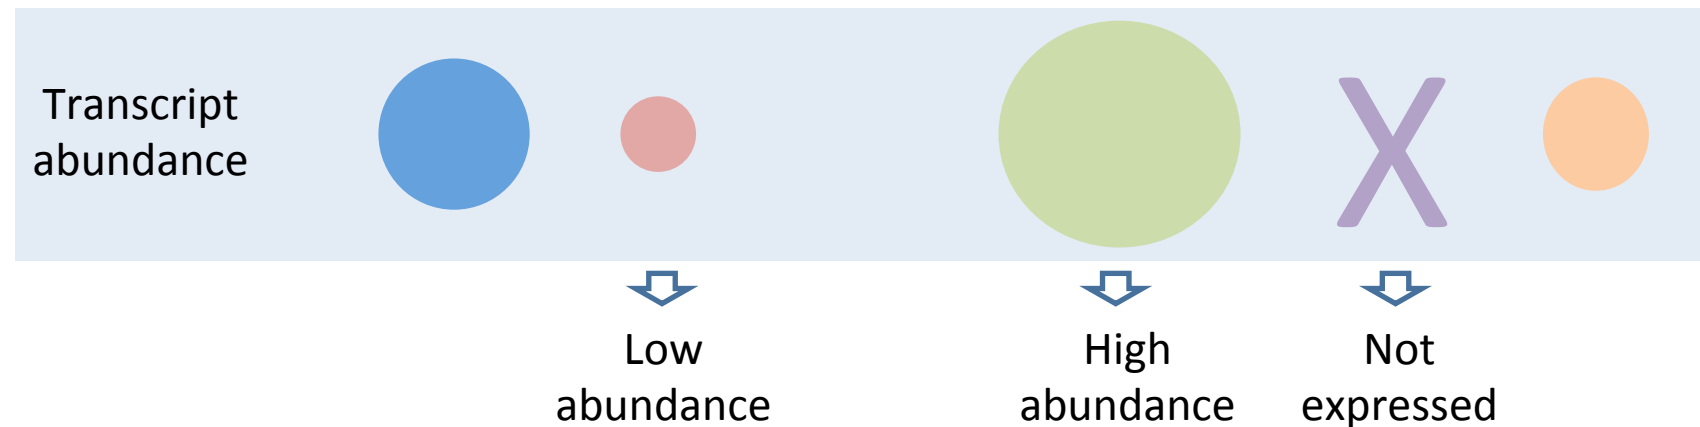 Transcript
abundance
X
Low
abundance
High
abundance
Not
expressed